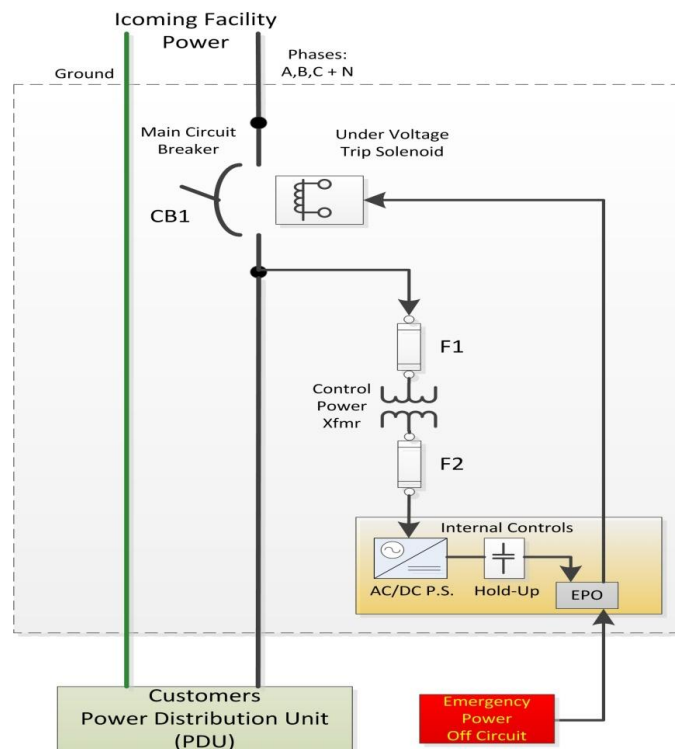 Icoming Facility
Power
Phases:
A,B,C + N
Ground
Main Circuit
Breaker
Under Voltage
Trip Solenoid
CB1
F1
Control
Power
Xfmr
F2
Internal Controls
AC/DC P.S.
Hold-Up
EPO
Customers
Power Distribution Unit
(PDU)
Emergency
Power
Off Circuit